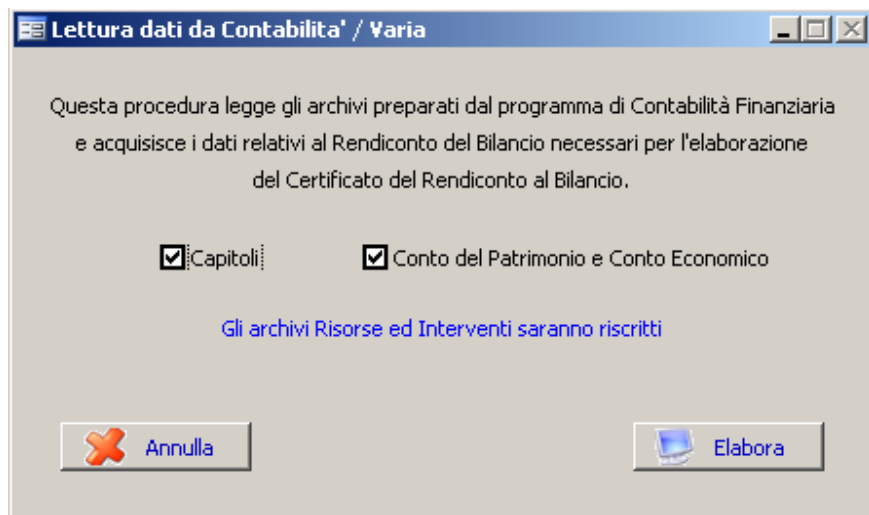 Lettura dati da Contabilita' / Varia
Questa procedura legge gli archivi preparati dal programma di Contabilità Finanziaria
e acquisisce i dati relativi al Rendiconto del Bilancio necessari per l'elaborazione
del Certificato del Rendiconto al Bilancio.
Capitoli Conto del Patrimonio e Conto Economico
Gli archivi Risorse ed Interventi saranno riscritti
Annulla Elabora